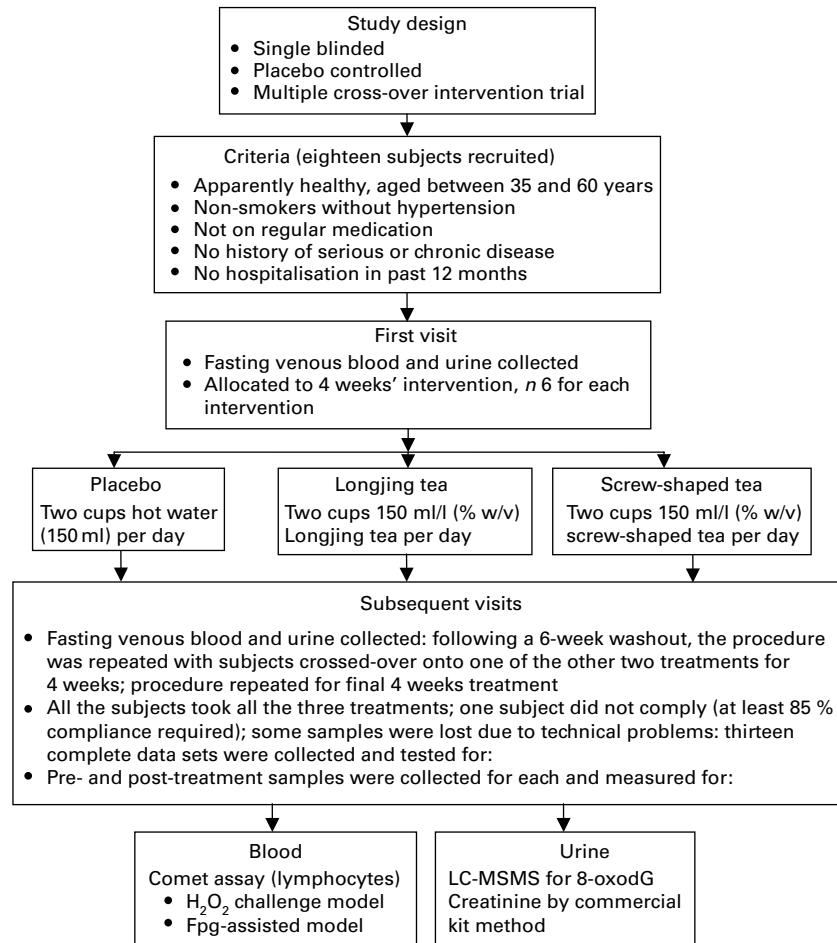 Study design
• Single blinded
• Placebo controlled
• Multiple cross-over intervention trial
Criteria (eighteen subjects recruited)
• Apparently healthy, aged between 35 and 60 years
• Non-smokers without hypertension
• Not on regular medication
• No history of serious or chronic disease
• No hospitalisation in past 12 months
First visit
• Fasting venous blood and urine collected
• Allocated to 4 weeks’ intervention, n 6 for each
intervention
Placebo
Two cups hot water
(150 ml) per day
Longjing tea
Two cups 150 ml/l (% w/v)
Longjing tea per day
Screw-shaped tea
Two cups 150 ml/l (% w/v)
screw-shaped tea per day
Subsequent visits
• Fasting venous blood and urine collected: following a 6-week washout, the procedure
was repeated with subjects crossed-over onto one of the other two treatments for
4 weeks; procedure repeated for final 4 weeks treatment
• All the subjects took all the three treatments; one subject did not comply (at least 85 %
compliance required); some samples were lost due to technical problems: thirteen
complete data sets were collected and tested for:
• Pre- and post-treatment samples were collected for each and measured for:
Blood
Comet assay (lymphocytes)
• H₂O₂ challenge model
• Fpg-assisted model
Urine
LC-MSMS for 8-oxodG
Creatinine by commercial
kit method